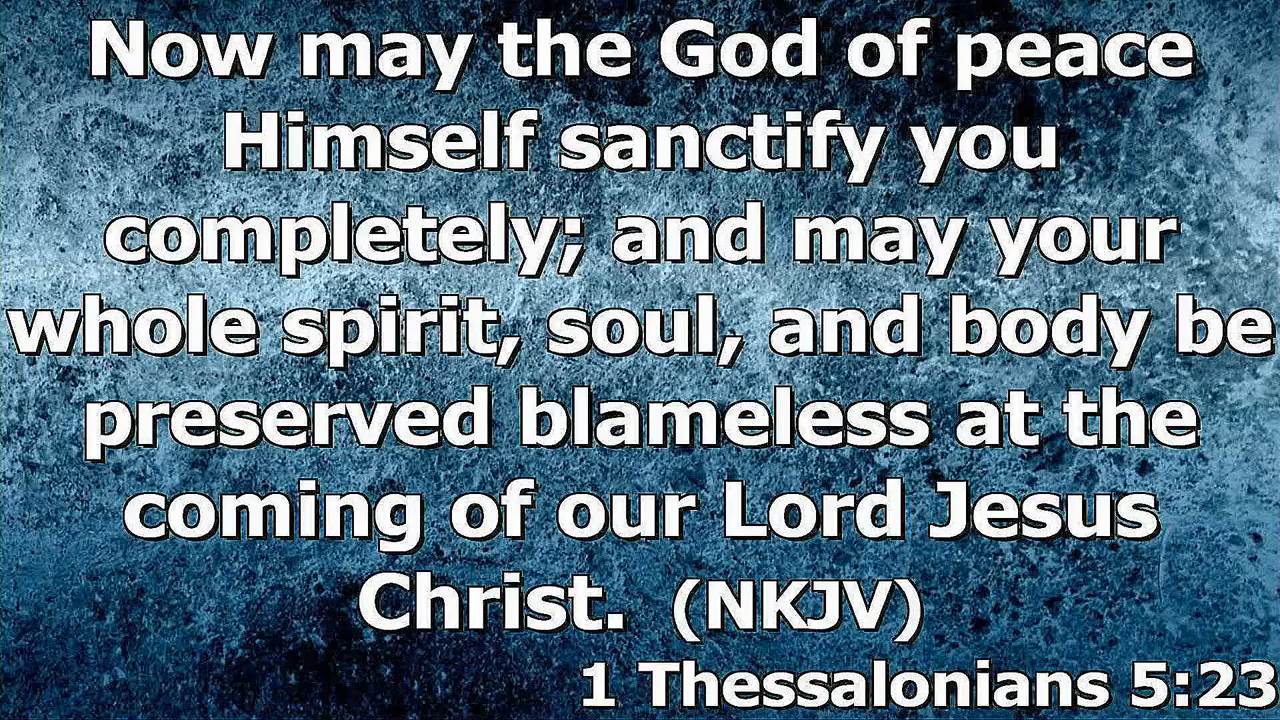 Now may the God of peace
Himself sanctify you
completely; and may your
whole spirit, soul, and body be
preserved blameless at the
coming of our Lord Jesus
Christ. (NKJV)
1 Thessalonians 5:23